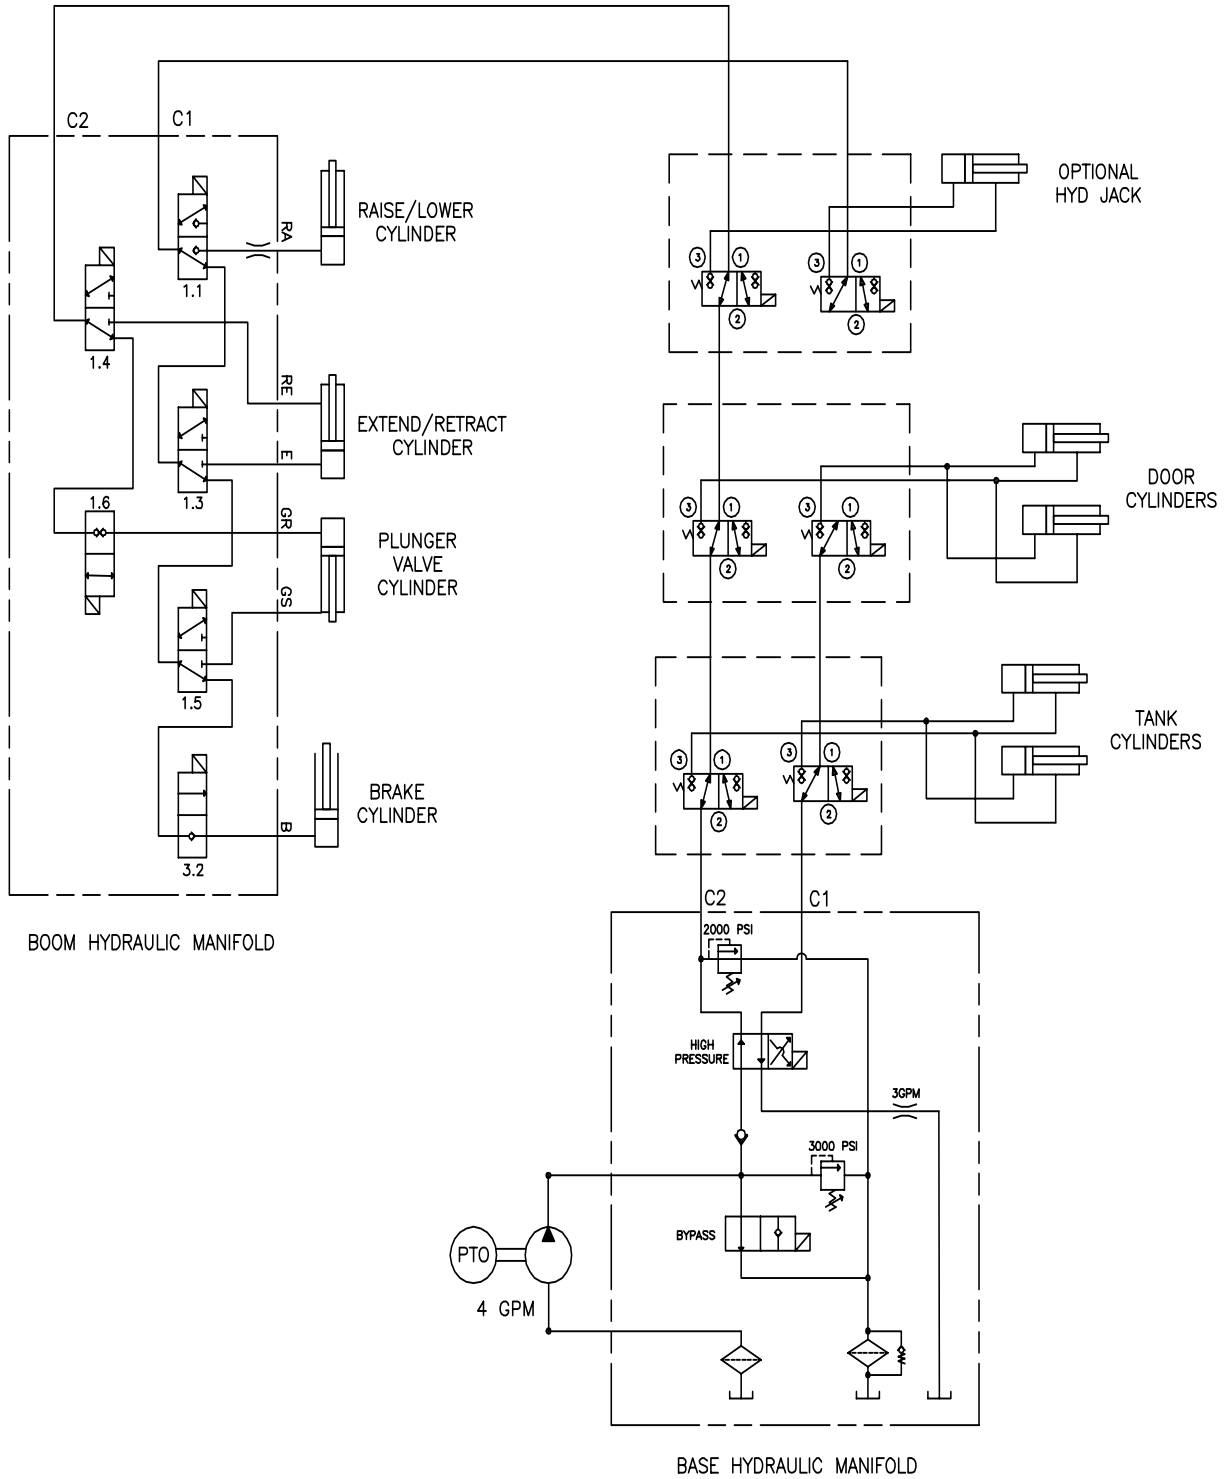 C2
C1
RA
RAISE/LOWER
CYLINDER
1.1
1.4
RE
EXTEND/RETRACT
CYLINDER
E
1.3
1.6
GR
PLUNGER
VALVE
CYLINDER
GS
1.5
BRAKE
CYLINDER
B
3.2
BOOM HYDRAULIC MANIFOLD
OPTIONAL
HYD JACK
3
1
3
1
2
2
DOOR
CYLINDERS
3
1
3
1
2
2
TANK
CYLINDERS
3
1
3
1
2
2
C2
C1
2000 PSI
HIGH
PRESSURE
3GPM
3000 PSI
BYPASS
PTO
4 GPM
BASE HYDRAULIC MANIFOLD